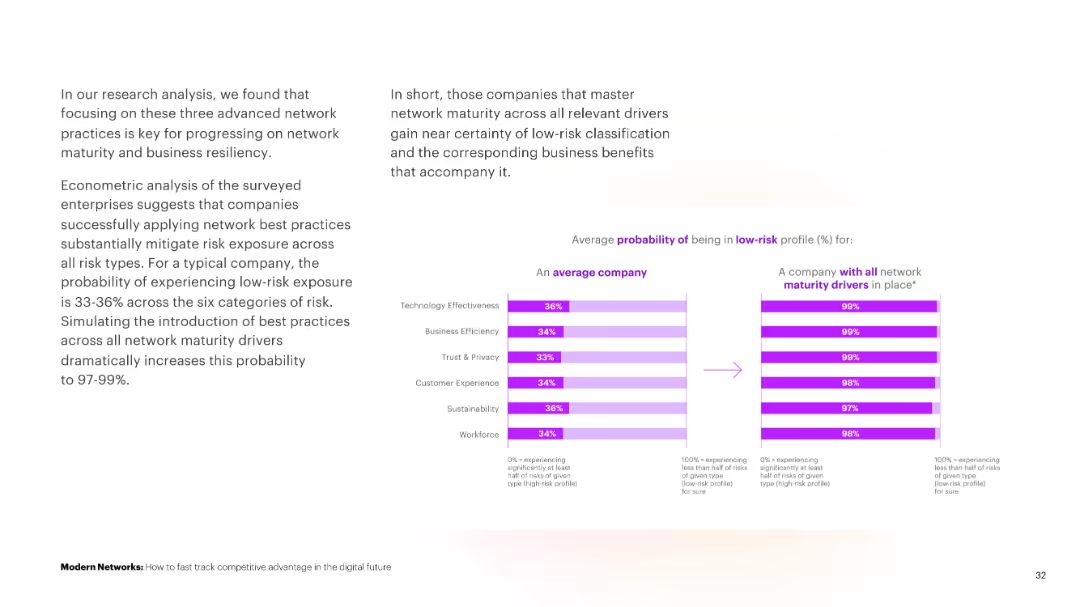 In our research analysis, we found that
focusing on these three advanced network
practices is key for progressing on network
maturity and business resiliency.
Econometric analysis of the surveyed
enterprises suggests that companies
successfully applying network best practices
substantially mitigate risk exposure across
all risk types. For a typical company, the
probability of experiencing low-risk exposure
is 33-36% across the six categories of risk.
Simulating the introduction of best practices
across all network maturity drivers
dramatically increases this probability
to 97-99%.
In short, those companies that master
network maturity across all relevant drivers
gain near certainty of low-risk classification
and the corresponding business benefits
that accompany it.
Average probability of being in low-risk profile (%) for:
An average company
A company with all network
maturity drivers in place*
Technology Effectiveness 36% 99%
Business Efficiency 34% 99%
Trust & Privacy 33% 99%
Customer Experience 34% 98%
Sustainability 36% 97%
Workforce 34% 98%
0% = experiencing
significantly at least
half of risks of given
type (high-risk profile)
100% = experiencing
less than half of risks
of given type
(low-risk profile)
for sure
0% = experiencing
significantly at least
half of risks of given
type (high-risk profile)
100% = experiencing
less than half of risks
of given type
(low-risk profile)
for sure
Modern Networks: How to fast track competitive advantage in the digital future
32